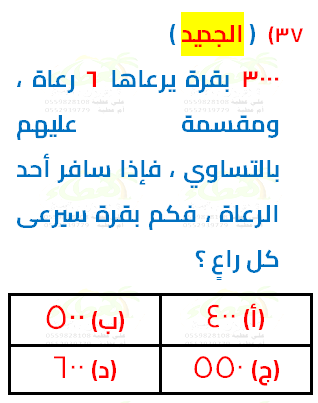 ٣٧) ( الجديد )
٣٠٠٠ بقرة يرعاها ٦ رعاة ،
ومقسمة عليهم
بالتساوي ، فإذا سافر أحد
الرعاة ، فكم بقرة سيرعى
كل راعٍ ؟
(أ) ٤٠٠
(ب) ٥٠٠
(ج) ٥٥٠
(د) ٦٠٠